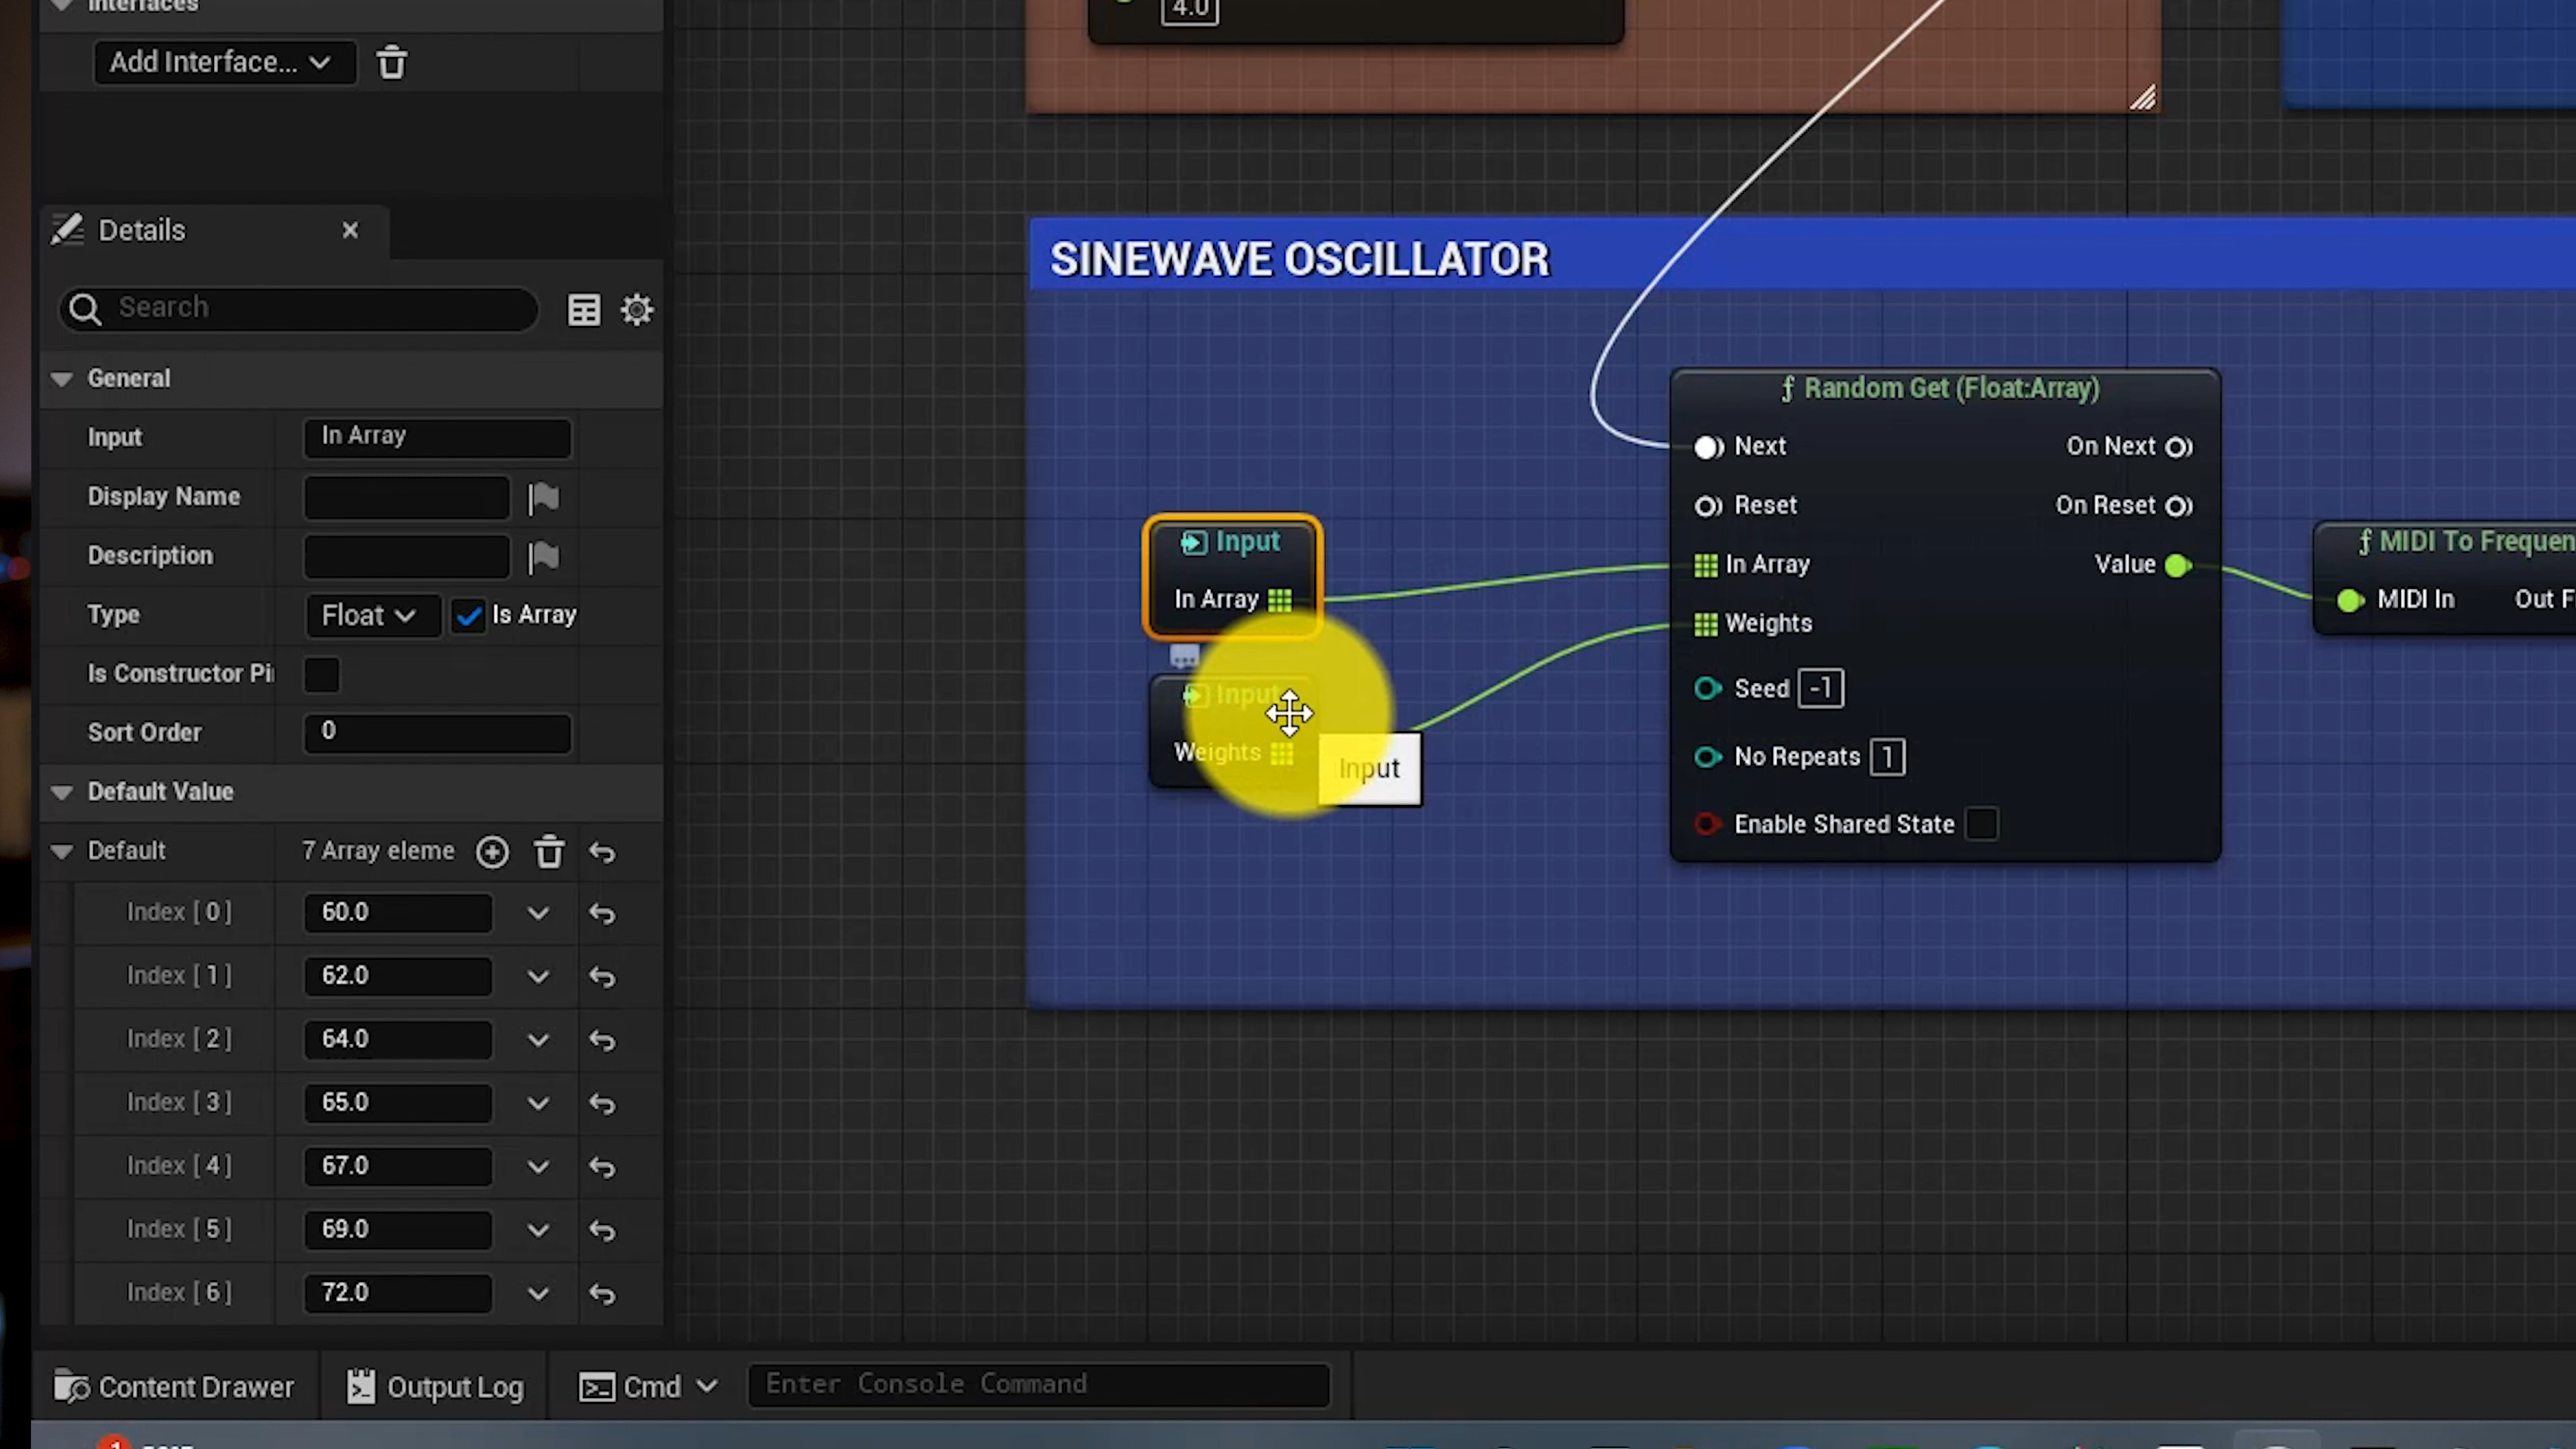 Interfaces
Add Interface...
4.0
Details
Search
General
Input
In Array
Display Name
Description
Type
Float
Is Array
Is Constructor Pi
Sort Order
0
Default Value
Default
7 Array eleme
Index [ 0 ]
60.0
Index [ 1 ]
62.0
Index [ 2 ]
64.0
Index [ 3 ]
65.0
Index [ 4 ]
67.0
Index [ 5 ]
69.0
Index [ 6 ]
72.0
SINEWAVE OSCILLATOR
Input
In Array
Input
Weights
Input
Random Get (Float:Array)
Next
On Next
Reset
On Reset
In Array
Value
Weights
Seed
-1
No Repeats
1
Enable Shared State
MIDI To Frequen
MIDI In
Out F
Content Drawer
Output Log
Cmd
Enter Console Command